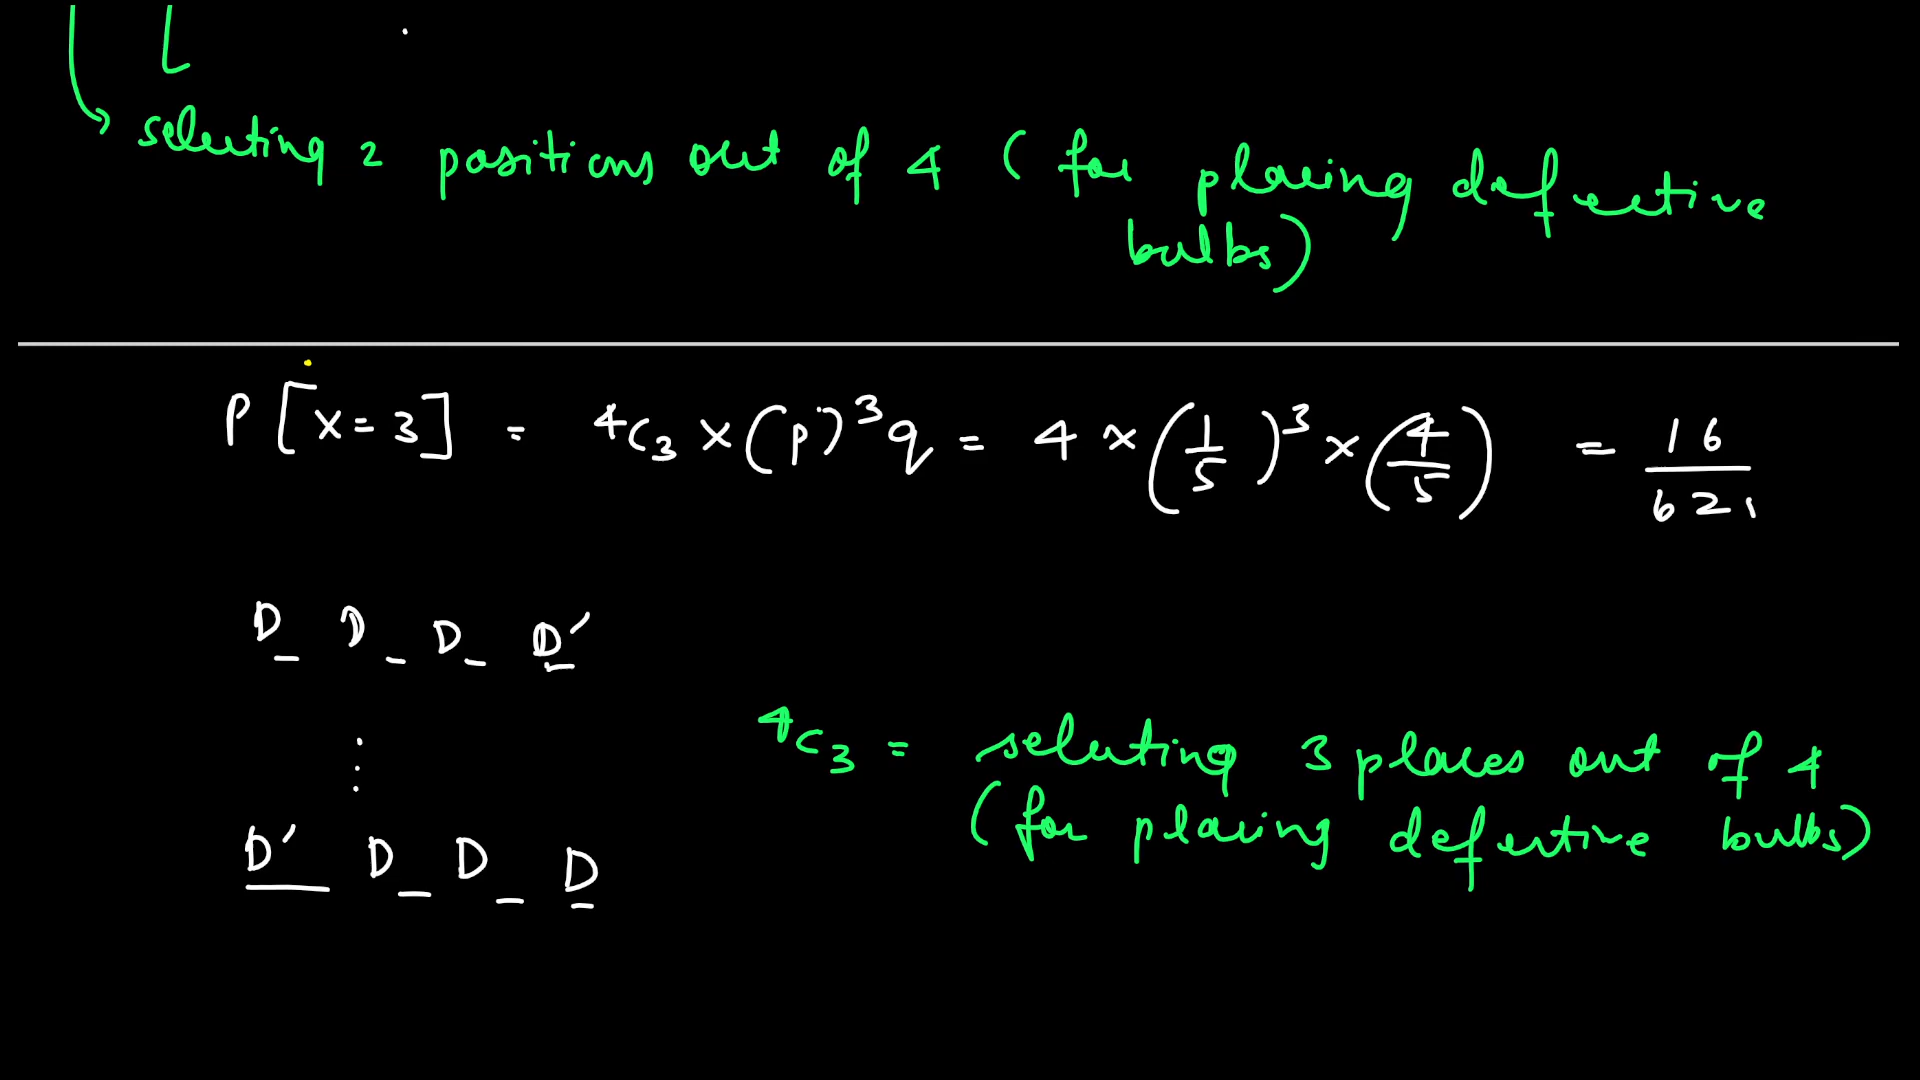 selecting 2 positions out of 4 (for placing defective
bulbs)
P[X=3] = ⁴C₃ × (p)³q = 4 × (1/5)³ × (4/5) = 16/62
D D D D'
⋮
D' D D D
⁴C₃ = selecting 3 places out of 4
(for placing defective bulbs)